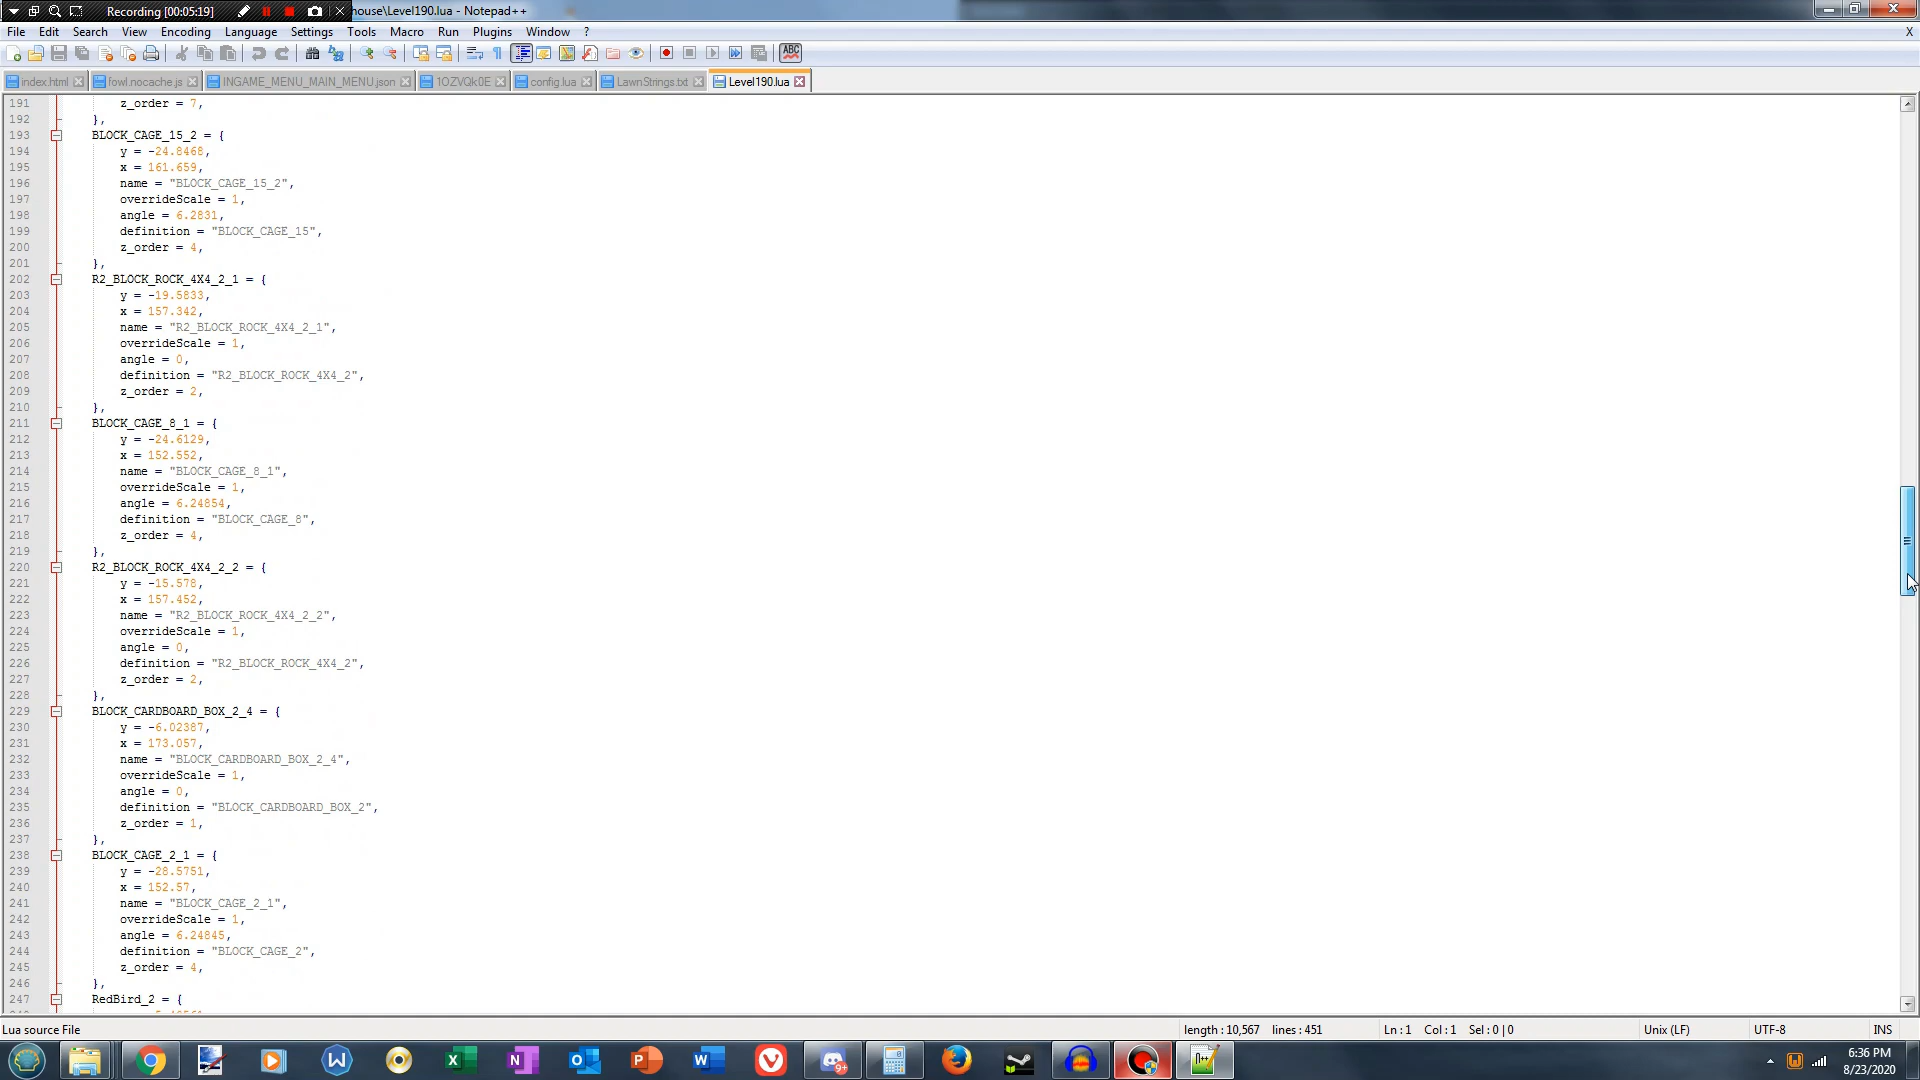 Recording [00:05:19]
house\Level190.lua - Notepad++
File Edit Search View Encoding Language Settings Tools Macro Run Plugins Window ? X
ABC
index.html fowl.nocache.js INGAME_MENU_MAIN_MENU.json 1OZVQk0E config.lua LawnStrings.txt Level190.lua
191 z_order = 7,
192 },
193 BLOCK_CAGE_15_2 = {
194 y = -24.8468,
195 x = 161.659,
196 name = "BLOCK_CAGE_15_2",
197 overrideScale = 1,
198 angle = 6.2831,
199 definition = "BLOCK_CAGE_15",
200 z_order = 4,
201 },
202 R2_BLOCK_ROCK_4X4_2_1 = {
203 y = -19.5833,
204 x = 157.342,
205 name = "R2_BLOCK_ROCK_4X4_2_1",
206 overrideScale = 1,
207 angle = 0,
208 definition = "R2_BLOCK_ROCK_4X4_2",
209 z_order = 2,
210 },
211 BLOCK_CAGE_8_1 = {
212 y = -24.6129,
213 x = 152.552,
214 name = "BLOCK_CAGE_8_1",
215 overrideScale = 1,
216 angle = 6.24854,
217 definition = "BLOCK_CAGE_8",
218 z_order = 4,
219 },
220 R2_BLOCK_ROCK_4X4_2_2 = {
221 y = -15.578,
222 x = 157.452,
223 name = "R2_BLOCK_ROCK_4X4_2_2",
224 overrideScale = 1,
225 angle = 0,
226 definition = "R2_BLOCK_ROCK_4X4_2",
227 z_order = 2,
228 },
229 BLOCK_CARDBOARD_BOX_2_4 = {
230 y = -6.02387,
231 x = 173.057,
232 name = "BLOCK_CARDBOARD_BOX_2_4",
233 overrideScale = 1,
234 angle = 0,
235 definition = "BLOCK_CARDBOARD_BOX_2",
236 z_order = 1,
237 },
238 BLOCK_CAGE_2_1 = {
239 y = -28.5751,
240 x = 152.57,
241 name = "BLOCK_CAGE_2_1",
242 overrideScale = 1,
243 angle = 6.24845,
244 definition = "BLOCK_CAGE_2",
245 z_order = 4,
246 },
247 RedBird_2 = {
Lua source File length : 10,567 lines : 451 Ln : 1 Col : 1 Sel : 0 | 0 Unix (LF) UTF-8 INS
6:36 PM
8/23/2020